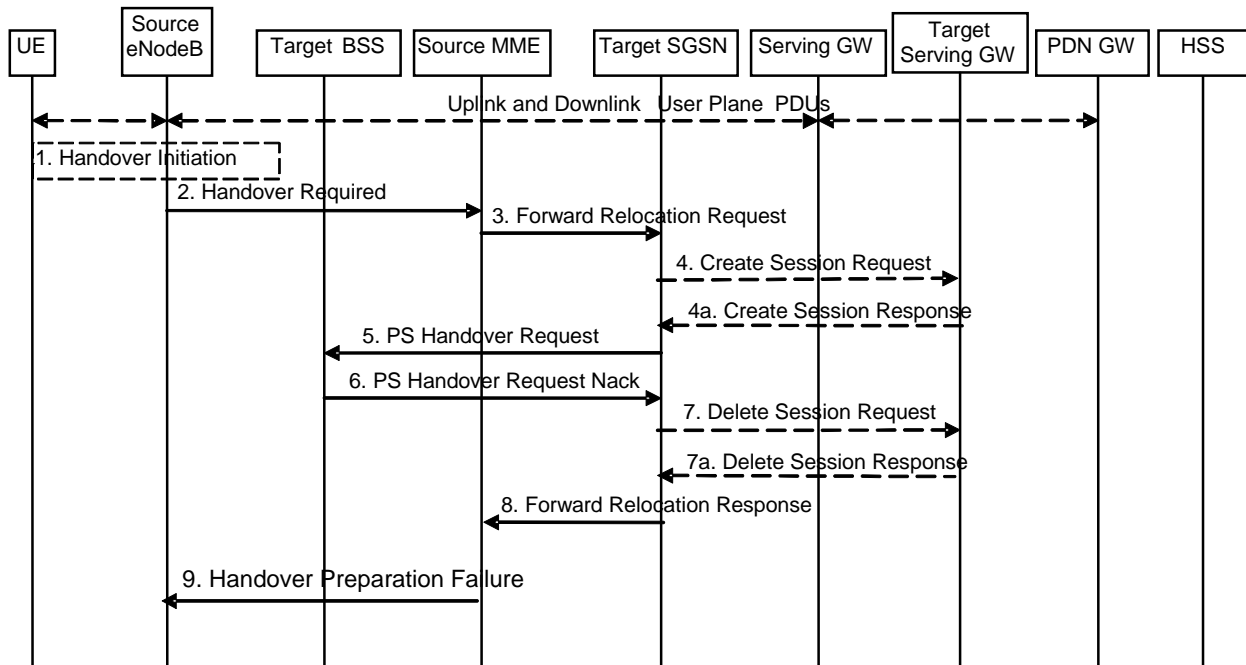 UE
Source
eNodeB
Target BSS
Source MME
Target SGSN
Serving GW
Target
Serving GW
PDN GW
HSS
Uplink and Downlink User Plane PDUs
1. Handover Initiation
2. Handover Required
3. Forward Relocation Request
4. Create Session Request
4a. Create Session Response
5. PS Handover Request
6. PS Handover Request Nack
7. Delete Session Request
7a. Delete Session Response
8. Forward Relocation Response
9. Handover Preparation Failure